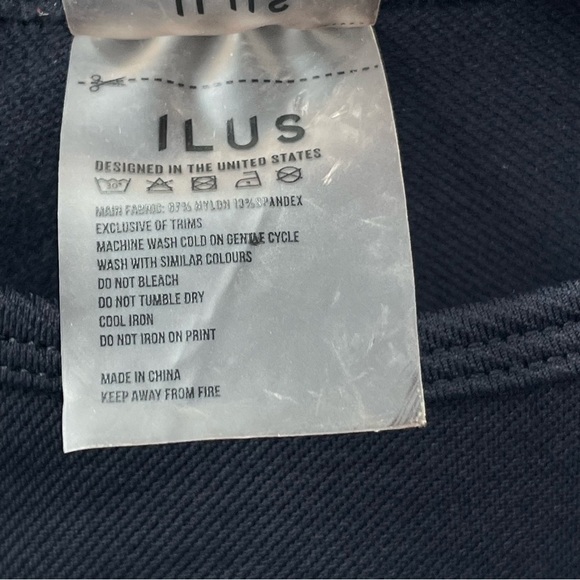 ILUS
ILUS
DESIGNED IN THE UNITED STATES
MAIN FABRIC: 87% NYLON 13% SPANDEX
EXCLUSIVE OF TRIMS
MACHINE WASH COLD ON GENTLE CYCLE
WASH WITH SIMILAR COLOURS
DO NOT BLEACH
DO NOT TUMBLE DRY
COOL IRON
DO NOT IRON ON PRINT
MADE IN CHINA
KEEP AWAY FROM FIRE